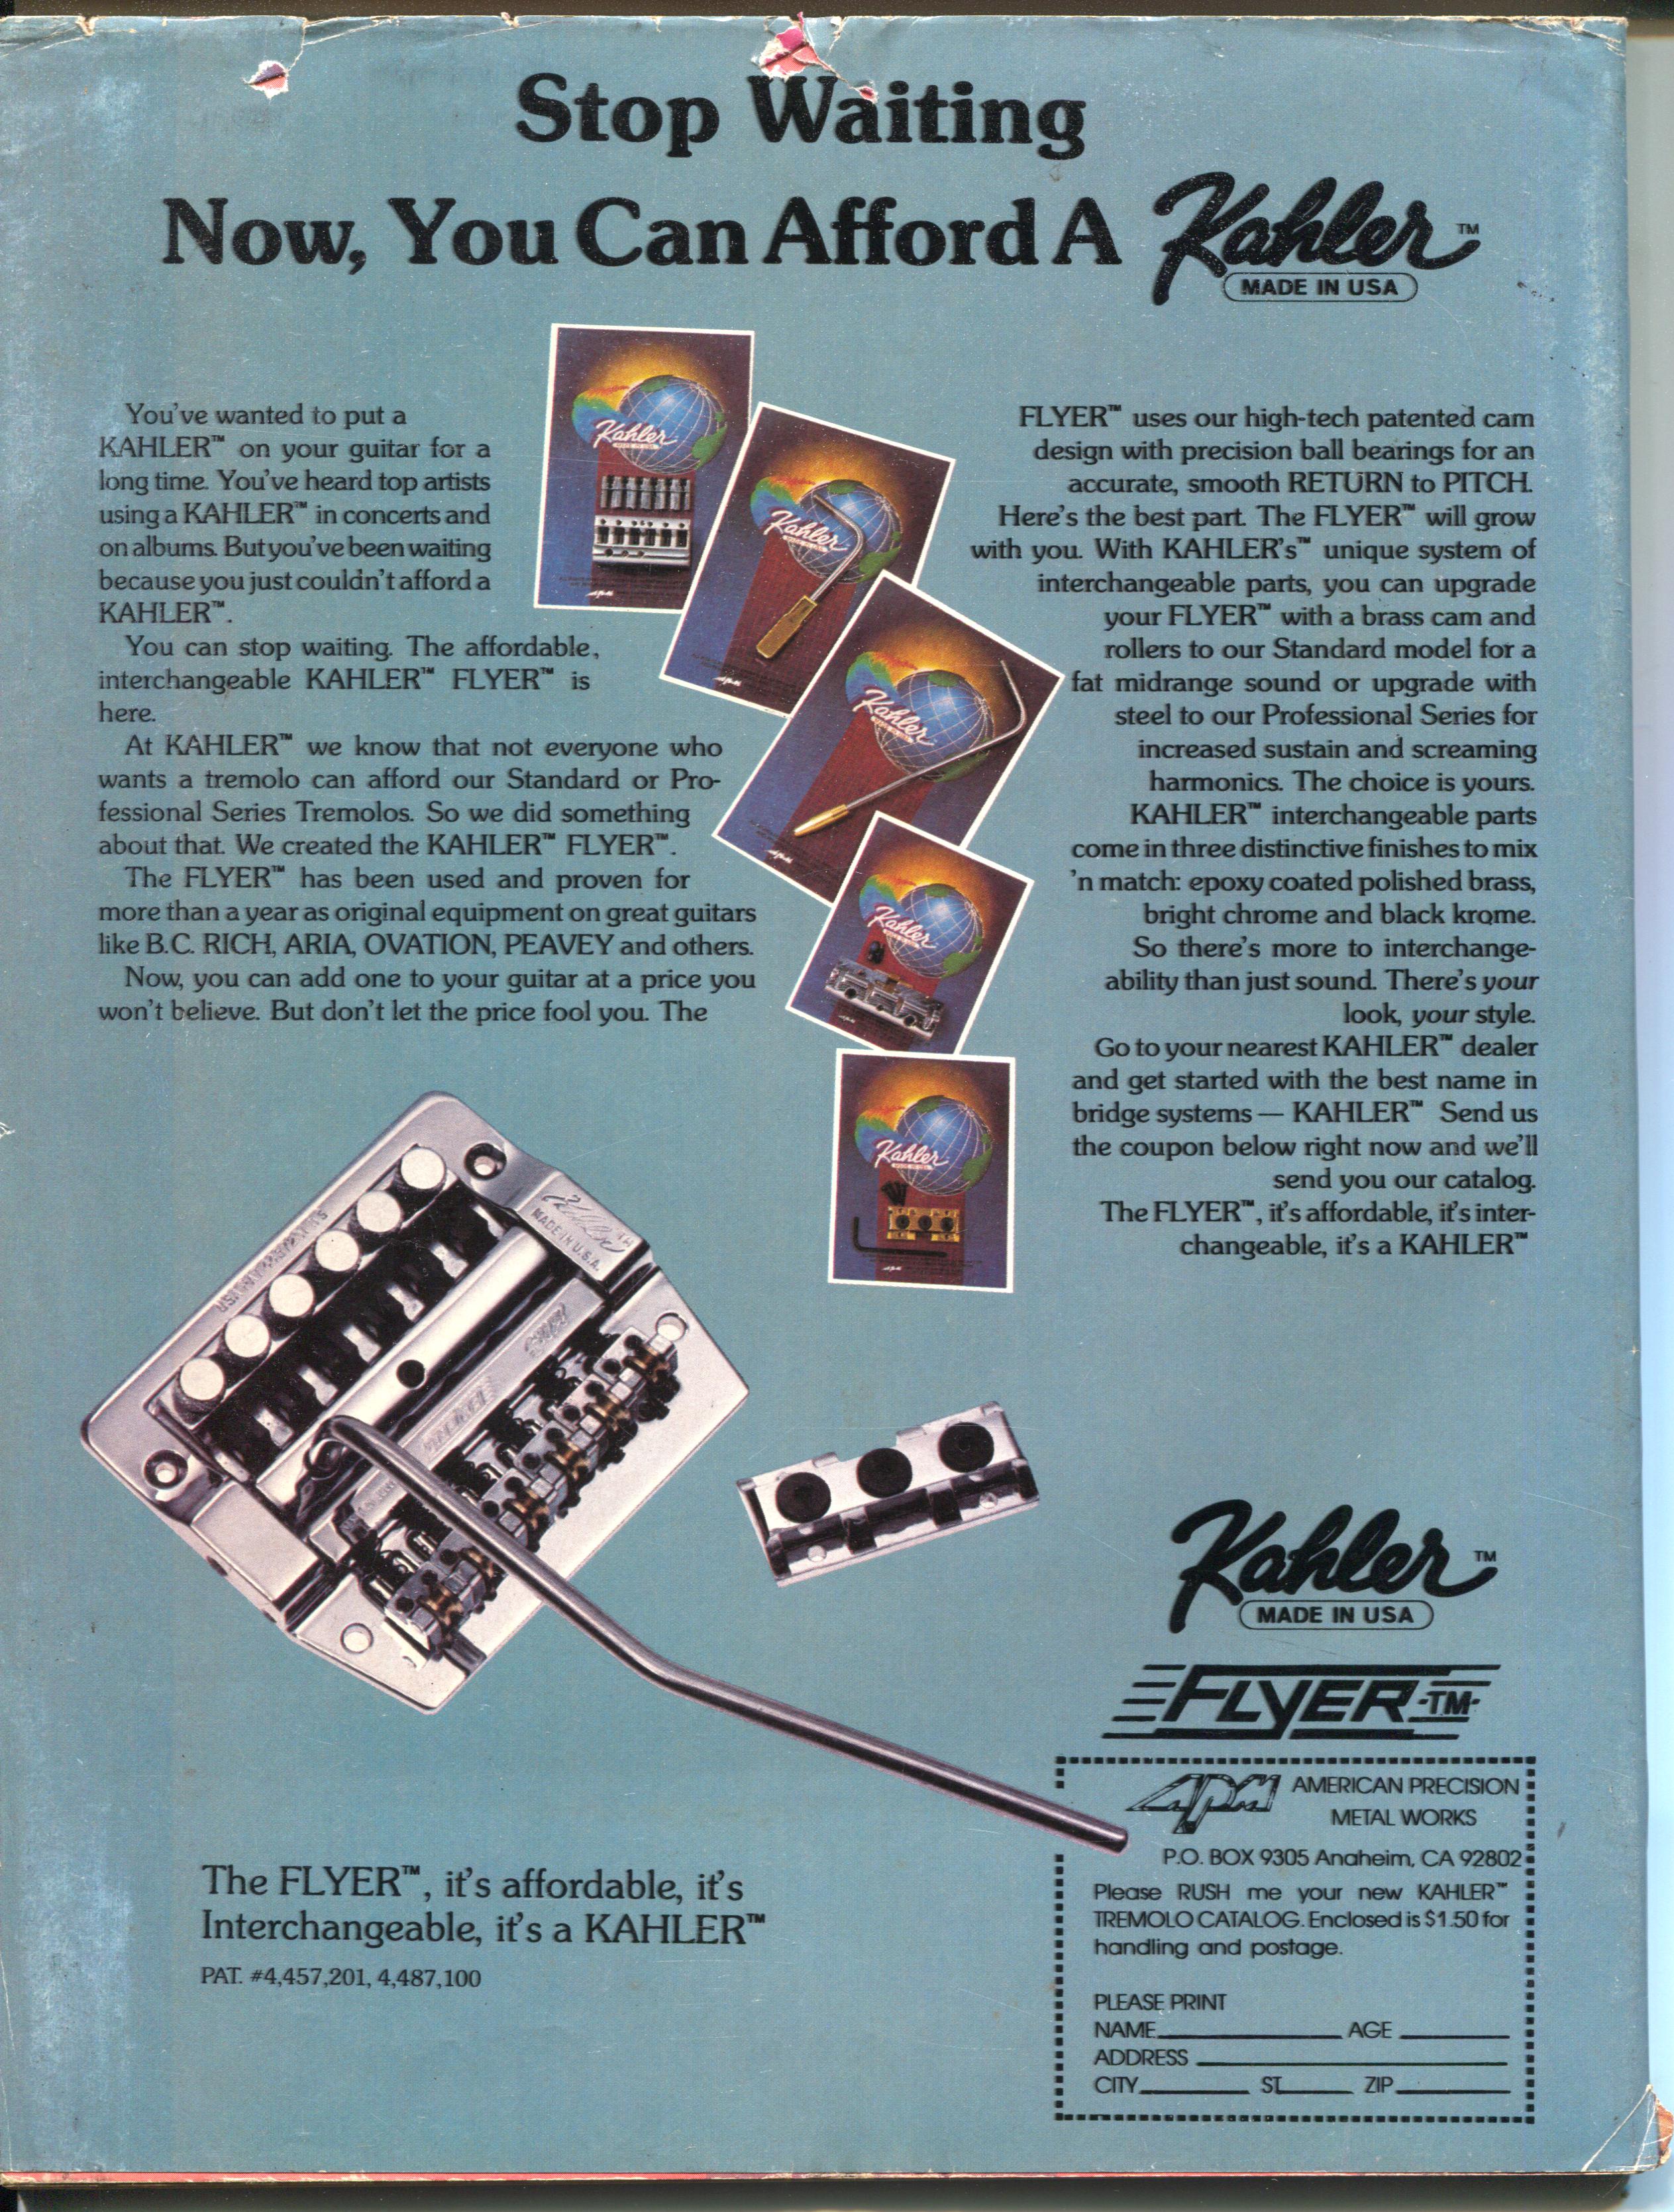 Stop Waiting
Now, You Can Afford A Kahler™
MADE IN USA
You've wanted to put a
KAHLER™ on your guitar for a
long time. You've heard top artists
using a KAHLER™ in concerts and
on albums. But you've been waiting
because you just couldn't afford a
KAHLER™.
You can stop waiting. The affordable,
interchangeable KAHLER™ FLYER™ is
here.
At KAHLER™ we know that not everyone who
wants a tremolo can afford our Standard or Pro-
fessional Series Tremolos. So we did something
about that. We created the KAHLER™ FLYER™.
The FLYER™ has been used and proven for
more than a year as original equipment on great guitars
like B.C. RICH, ARIA, OVATION, PEAVEY and others.
Now, you can add one to your guitar at a price you
won't believe. But don't let the price fool you. The
Kahler
Kahler
Kahler
Kahler
Kahler
FLYER™ uses our high-tech patented cam
design with precision ball bearings for an
accurate, smooth RETURN to PITCH.
Here's the best part. The FLYER™ will grow
with you. With KAHLER's™ unique system of
interchangeable parts, you can upgrade
your FLYER™ with a brass cam and
rollers to our Standard model for a
fat midrange sound or upgrade with
steel to our Professional Series for
increased sustain and screaming
harmonics. The choice is yours.
KAHLER™ interchangeable parts
come in three distinctive finishes to mix
'n match: epoxy coated polished brass,
bright chrome and black krome.
So there's more to interchange-
ability than just sound. There's your
look, your style.
Go to your nearest KAHLER™ dealer
and get started with the best name in
bridge systems — KAHLER™ Send us
the coupon below right now and we'll
send you our catalog.
The FLYER™, it's affordable, it's inter-
changeable, it's a KAHLER™
Kahler
MADE IN U.S.A.
Kahler™
MADE IN USA
FLYER TM
The FLYER™, it's affordable, it's
Interchangeable, it's a KAHLER™
PAT. #4,457,201, 4,487,100
APM AMERICAN PRECISION
METAL WORKS
P.O. BOX 9305 Anaheim, CA 92802
Please RUSH me your new KAHLER™
TREMOLO CATALOG. Enclosed is $1.50 for
handling and postage.
PLEASE PRINT
NAME AGE
ADDRESS
CITY ST ZIP